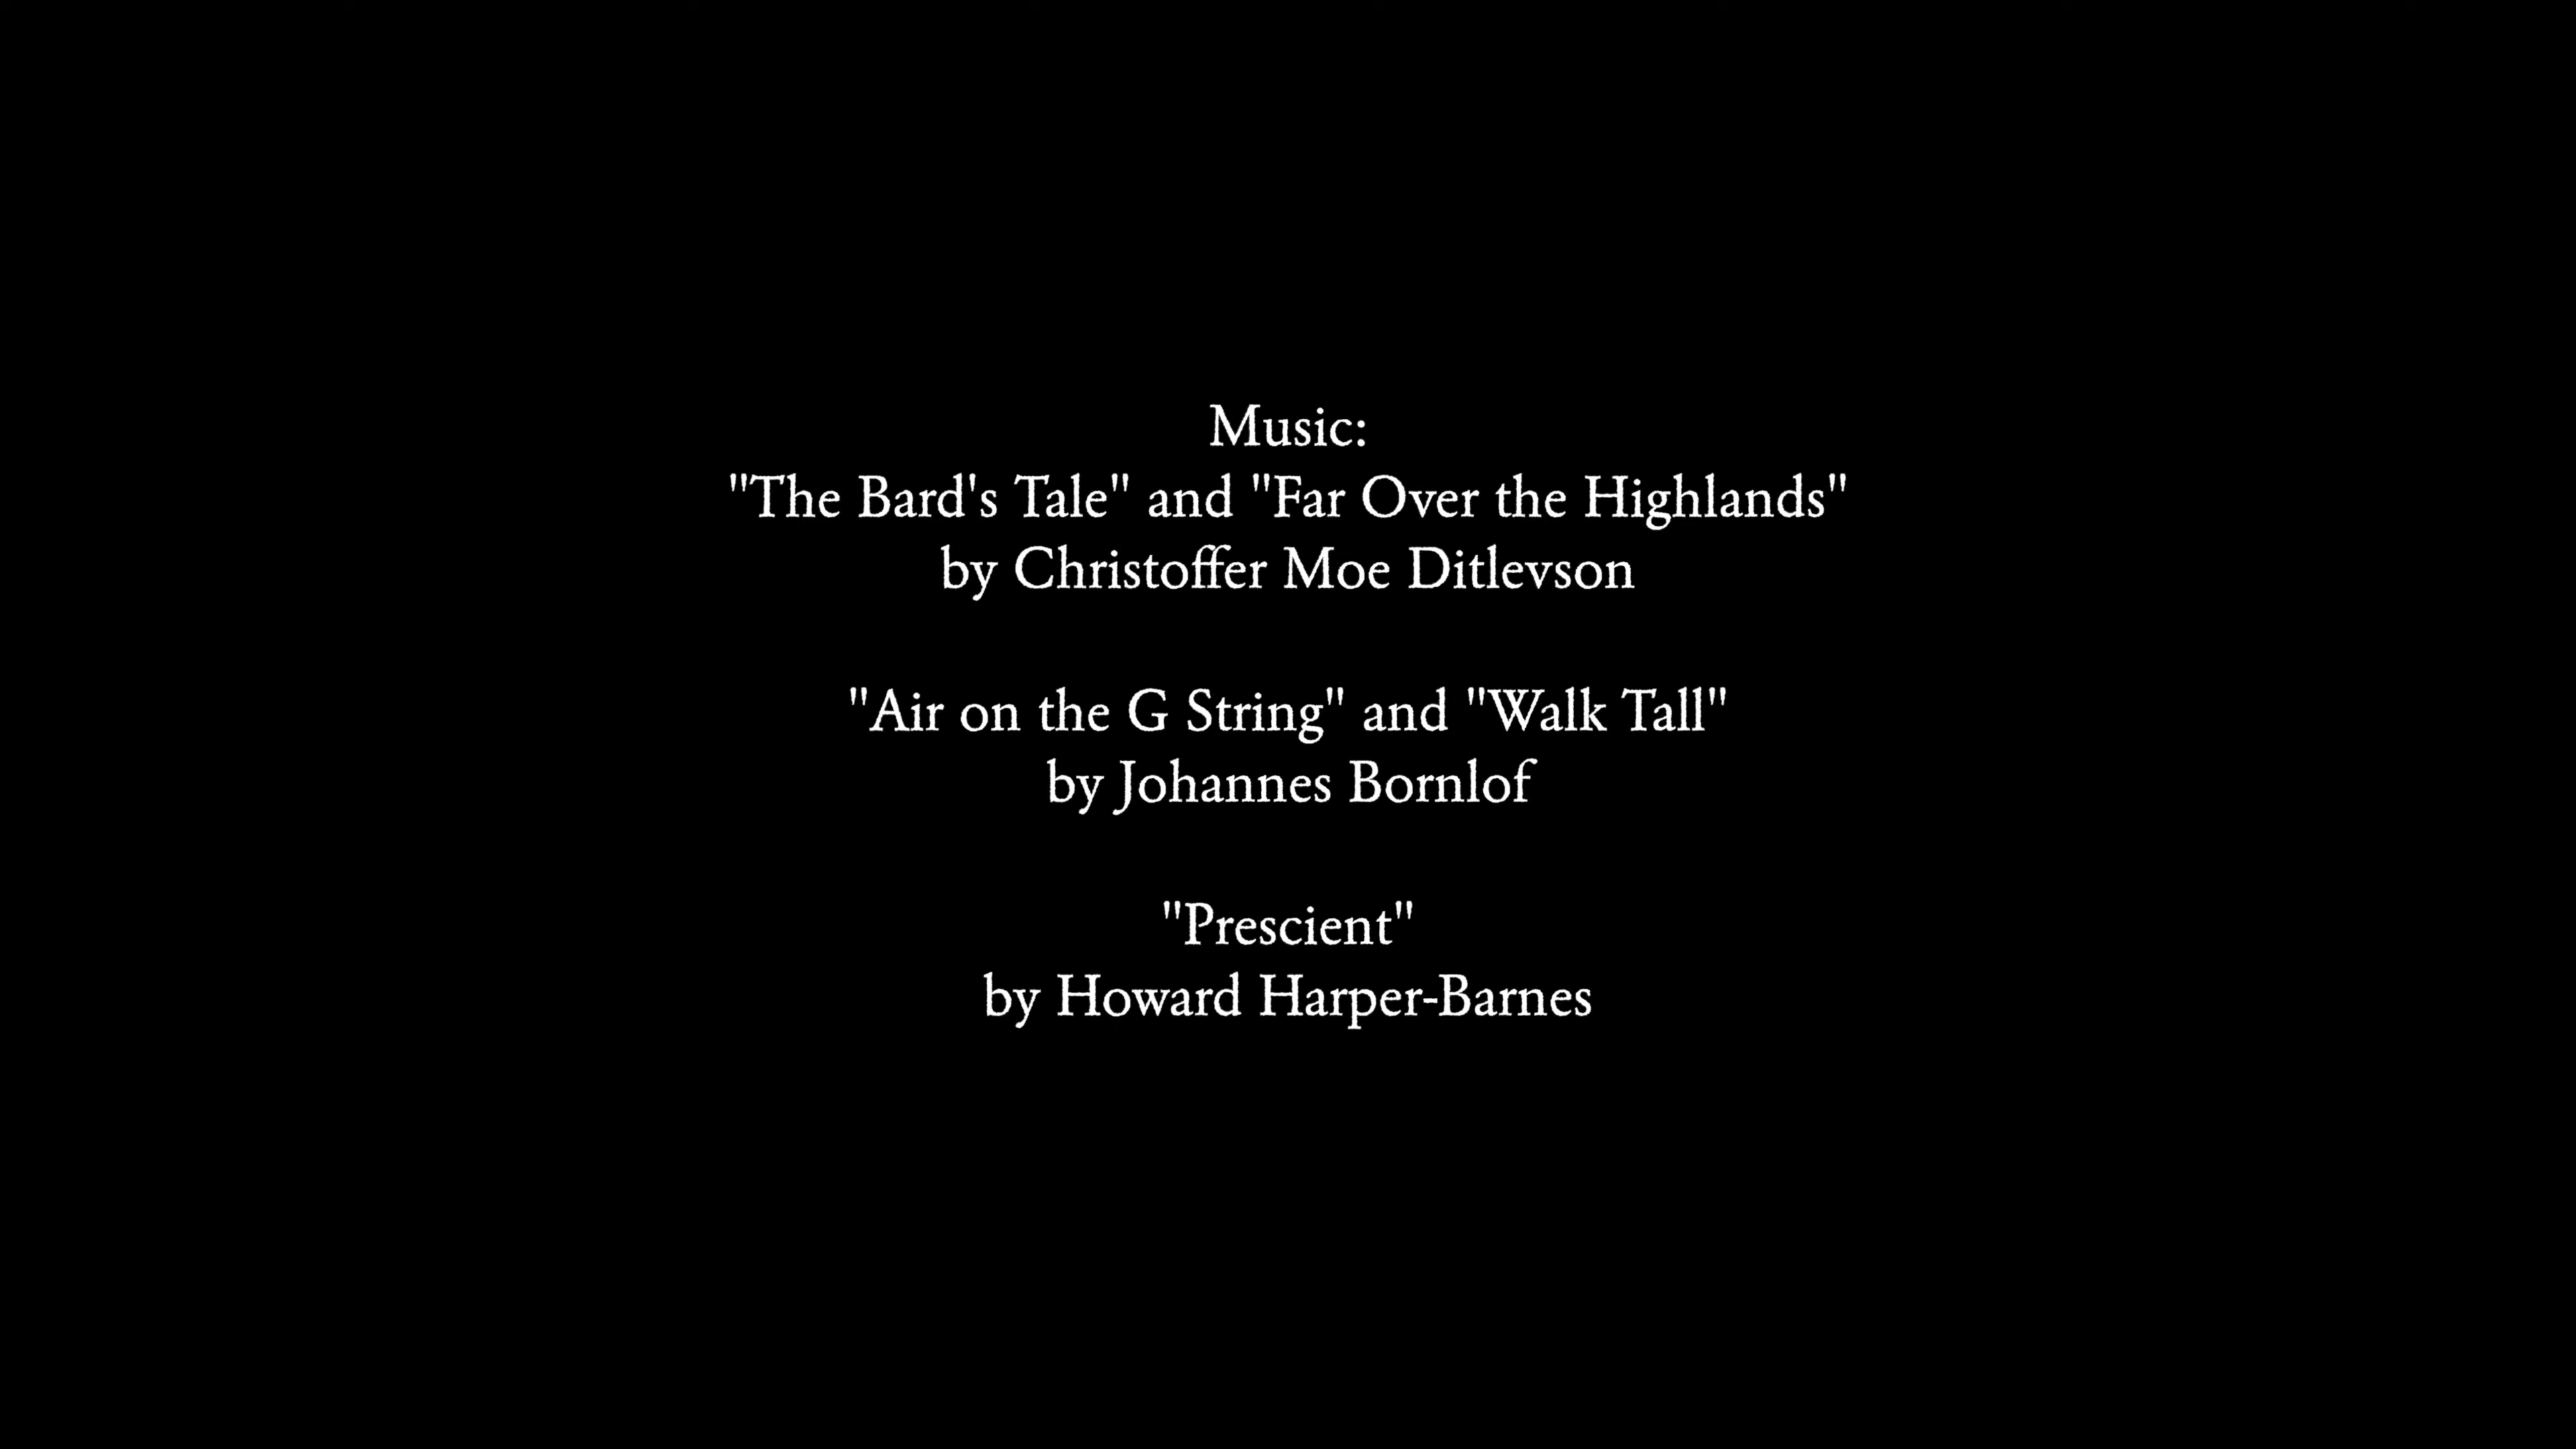 Music:
"The Bard's Tale" and "Far Over the Highlands"
by Christoffer Moe Ditlevson
"Air on the G String" and "Walk Tall"
by Johannes Bornlof
"Prescient"
by Howard Harper-Barnes